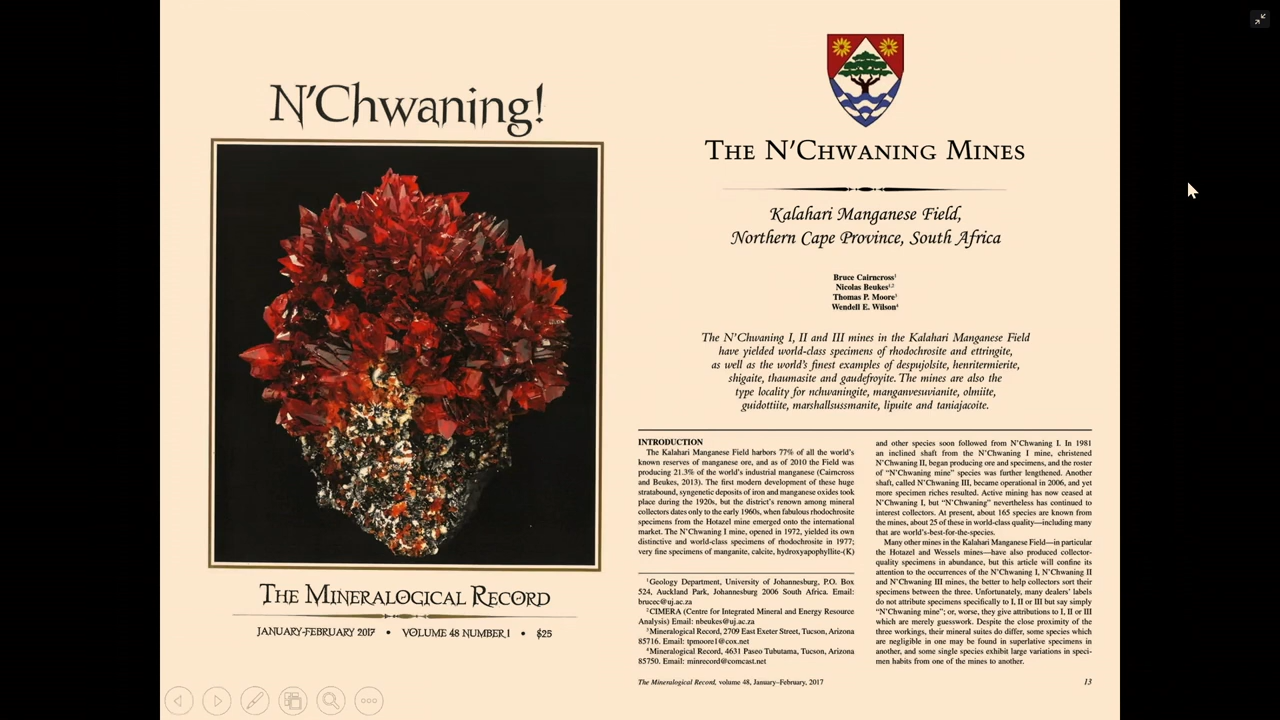 N'Chwaning!
THE MINERALOGICAL RECORD
JANUARY-FEBRUARY 2017 • VOLUME 48 NUMBER 1 • $25
THE N'CHWANING MINES
Kalahari Manganese Field,
Northern Cape Province, South Africa
Bruce Cairncross¹
Nicolas Beukes¹,²
Thomas P. Moore³
Wendell E. Wilson⁴
The N'Chwaning I, II and III mines in the Kalahari Manganese Field
have yielded world-class specimens of rhodochrosite and ettringite,
as well as the world's finest examples of despujolsite, henritermierite,
shigaite, thaumasite and gaudefroyite. The mines are also the
type locality for nchwaningite, manganvesuvianite, olmiite,
guidottiite, marshallsussmanite, lipuite and taniajacoite.
INTRODUCTION
The Kalahari Manganese Field harbors 77% of all the world's
known reserves of manganese ore, and as of 2010 the Field was
producing 21.3% of the world's industrial manganese (Cairncross
and Beukes, 2013). The first modern development of these huge
stratabound, syngenetic deposits of iron and manganese oxides took
place during the 1920s, but the district's renown among mineral
collectors dates only to the early 1960s, when fabulous rhodochrosite
specimens from the Hotazel mine emerged onto the international
market. The N'Chwaning I mine, opened in 1972, yielded its own
distinctive and world-class specimens of rhodochrosite in 1977;
very fine specimens of manganite, calcite, hydroxyapophyllite-(K)
¹Geology Department, University of Johannesburg, P.O. Box
524, Auckland Park, Johannesburg 2006 South Africa. Email:
brucec@uj.ac.za
²CIMERA (Centre for Integrated Mineral and Energy Resource
Analysis) Email: nbeukes@uj.ac.za
³Mineralogical Record, 2709 East Exeter Street, Tucson, Arizona
85716. Email: tpmoore1@cox.net
⁴Mineralogical Record, 4631 Paseo Tubutama, Tucson, Arizona
85750. Email: minrecord@comcast.net
and other species soon followed from N'Chwaning I. In 1981
an inclined shaft from the N'Chwaning I mine, christened
N'Chwaning II, began producing ore and specimens, and the roster
of "N'Chwaning mine" species was further lengthened. Another
shaft, called N'Chwaning III, became operational in 2006, and yet
more specimen riches resulted. Active mining has now ceased at
N'Chwaning I, but "N'Chwaning" nevertheless has continued to
interest collectors. At present, about 165 species are known from
the mines, about 25 of these in world-class quality—including many
that are world's-best-for-the-species.
Many other mines in the Kalahari Manganese Field—in particular
the Hotazel and Wessels mines—have also produced collector-
quality specimens in abundance, but this article will confine its
attention to the occurrences of the N'Chwaning I, N'Chwaning II
and N'Chwaning III mines, the better to help collectors sort their
specimens between the three. Unfortunately, many dealers' labels
do not attribute specimens specifically to I, II or III but say simply
"N'Chwaning mine"; or, worse, they give attributions to I, II or III
which are merely guesswork. Despite the close proximity of the
three workings, their mineral suites do differ, some species which
are negligible in one may be found in superlative specimens in
another, and some single species exhibit large variations in speci-
men habits from one of the mines to another.
The Mineralogical Record, volume 48, January–February, 2017
13